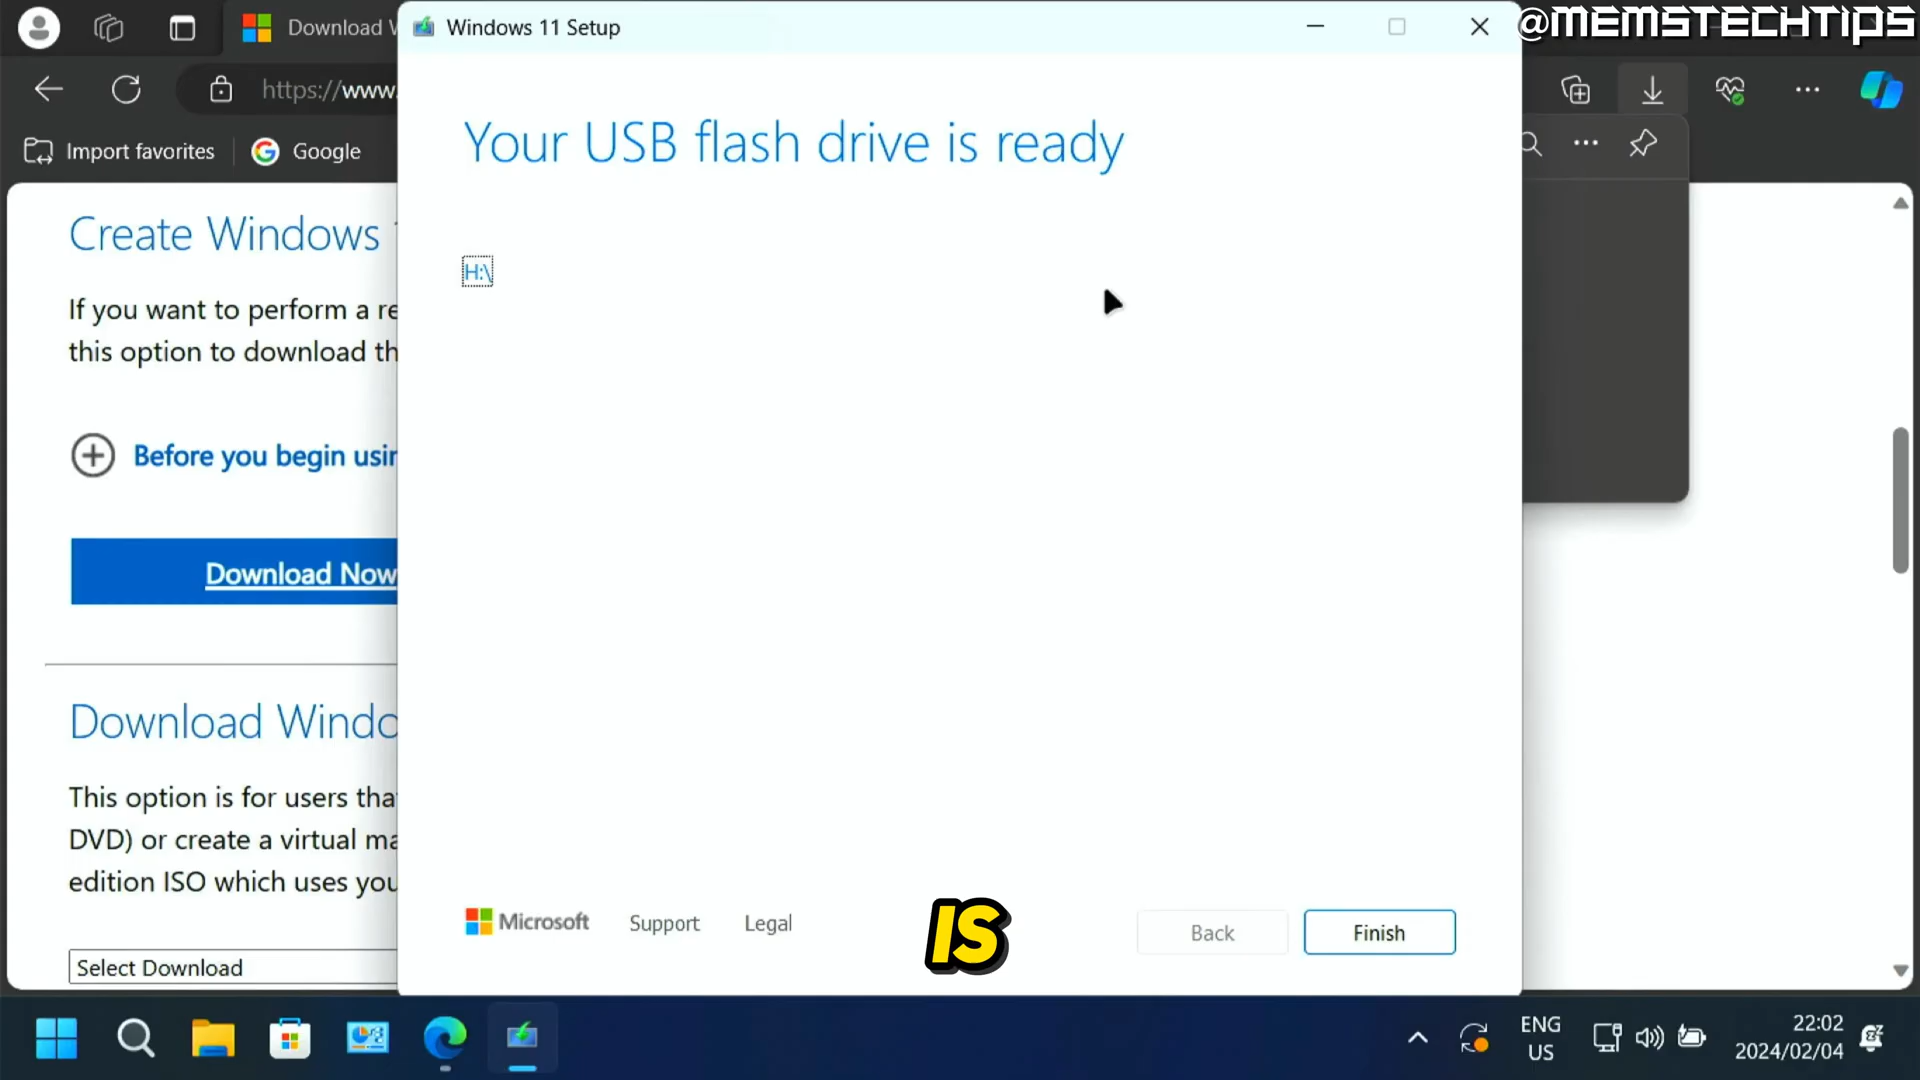 Download W
Windows 11 Setup
@MEMSTECHTIPS
https://www.
Import favorites
Google
Your USB flash drive is ready
H:\
Create Windows 1
If you want to perform a re
this option to download th
Before you begin usin
Download Now
Download Windo
This option is for users tha
DVD) or create a virtual ma
edition ISO which uses you
Select Download
Microsoft
Support
Legal
IS
Back
Finish
ENG
US
22:02
2024/02/04